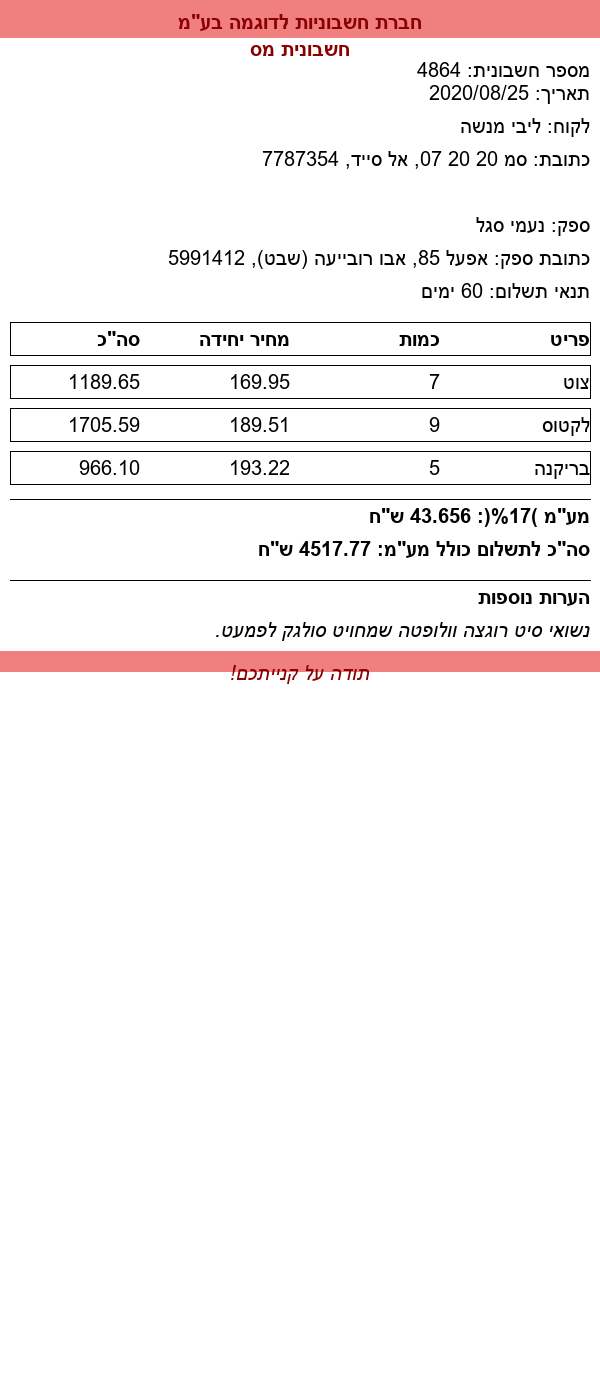 חברת חשבוניות לדוגמה בע"מ
חשבונית מס
מספר חשבונית: 4864
תאריך: 2020/08/25
לקוח: ליבי מנשה
כתובת: סמ 20 20 07, אל סייד, 7787354
ספק: נעמי סגל
כתובת ספק: אפעל 85, אבו רובייעה (שבט), 5991412
תנאי תשלום: 60 ימים
פריט כמות מחיר יחידה סה"כ
צוט 7 169.95 1189.65
לקטוס 9 189.51 1705.59
בריקנה 5 193.22 966.10
מע"מ )17%(: 43.656 ש"ח
סה"כ לתשלום כולל מע"מ: 4517.77 ש"ח
הערות נוספות
נשואי סיט רוגצה וולופטה שמחויט סולגק לפמעט.
תודה על קנייתכם!